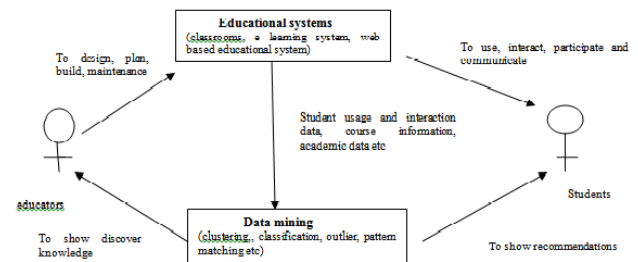 Educational systems
(classrooms, e learning system, web
based educational system)
To design, plan,
build, maintenance
To use, interact, participate and
communicate
Student usage and interaction
data, course information,
academic data etc
educators
Students
Data mining
(clustering,, classification, outlier, pattern
matching etc)
To show discover
knowledge
To show recommendations